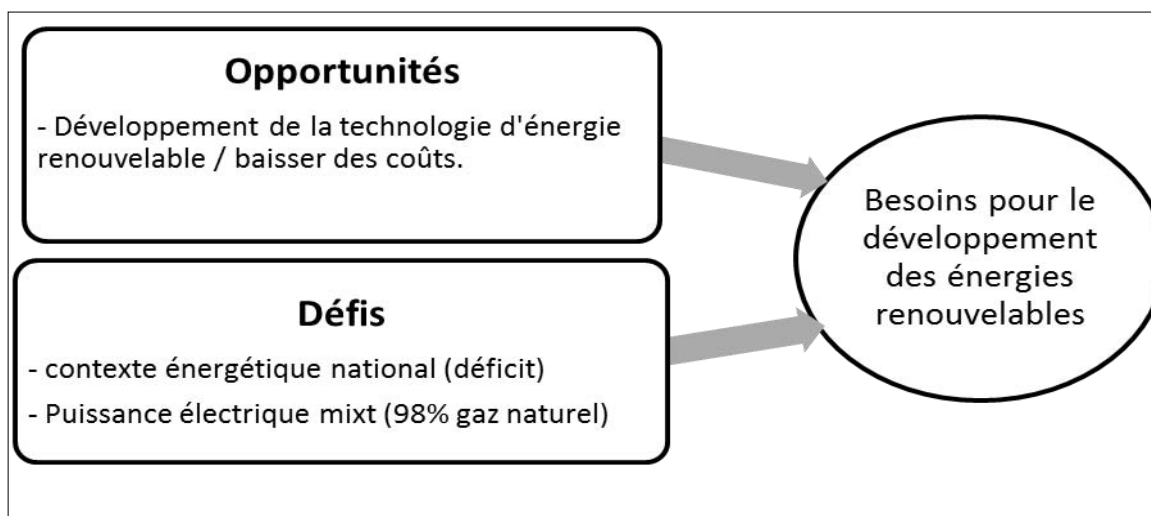 Opportunités
- Développement de la technologie d'énergie
renouvelable / baisser des coûts.
Défis
- contexte énergétique national (déficit)
- Puissance électrique mixt (98% gaz naturel)
Besoins pour le
développement
des énergies
renouvelables